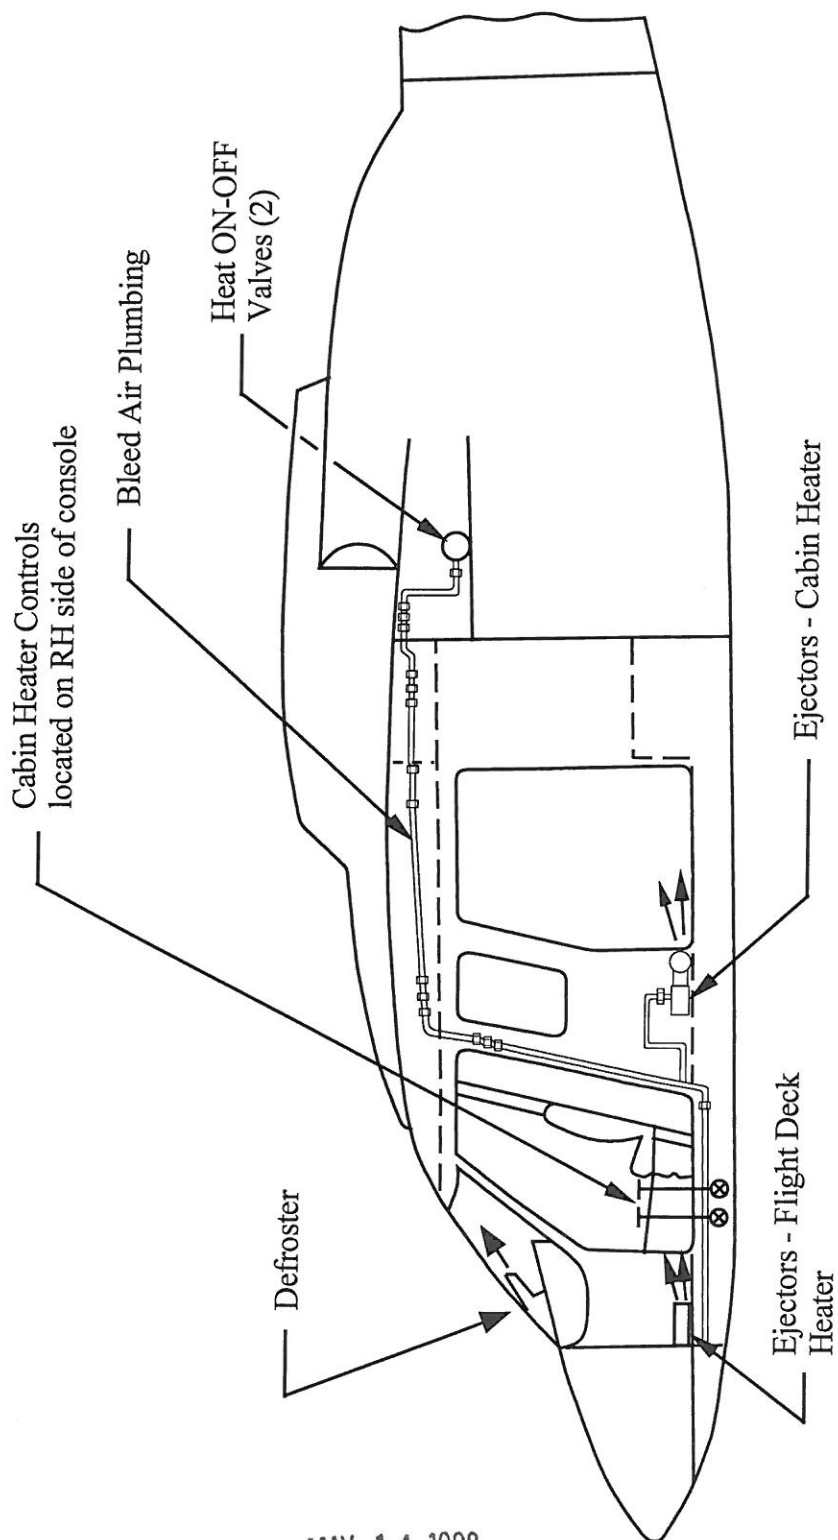 Cabin Heater Controls
located on RH side of console
Bleed Air Plumbing
Heat ON-OFF
Valves (2)
Defroster
Ejectors - Flight Deck
Heater
Ejectors - Cabin Heater